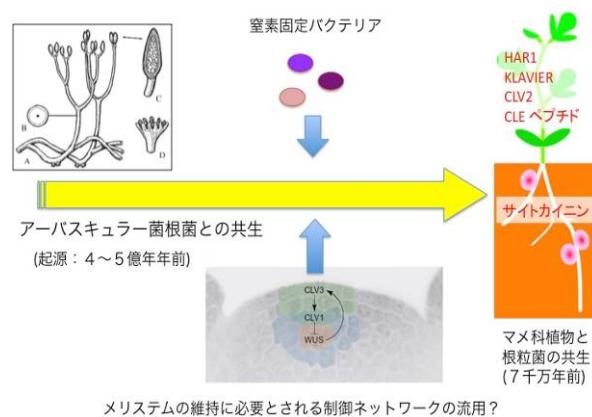 窒素固定バクテリア
A
B
C
D
HAR1
KLAVIER
CLV2
CLE ペプチド
アーバスキュラー菌根菌との共生
(起源：４〜５億年年前)
サイトカイニン
CLV3
CLV1
WUS
マメ科植物と
根粒菌の共生
(７千万年前)
メリステムの維持に必要とされる制御ネットワークの流用？